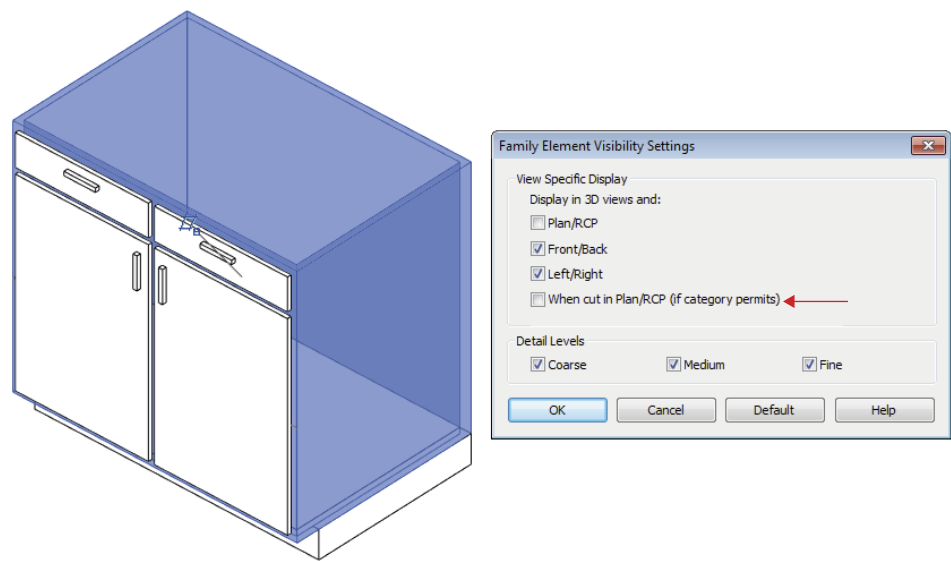 Family Element Visibility Settings
View Specific Display
Display in 3D views and:
Plan/RCP
Front/Back
Left/Right
When cut in Plan/RCP (if category permits)
Detail Levels
Coarse Medium Fine
OK Cancel Default Help